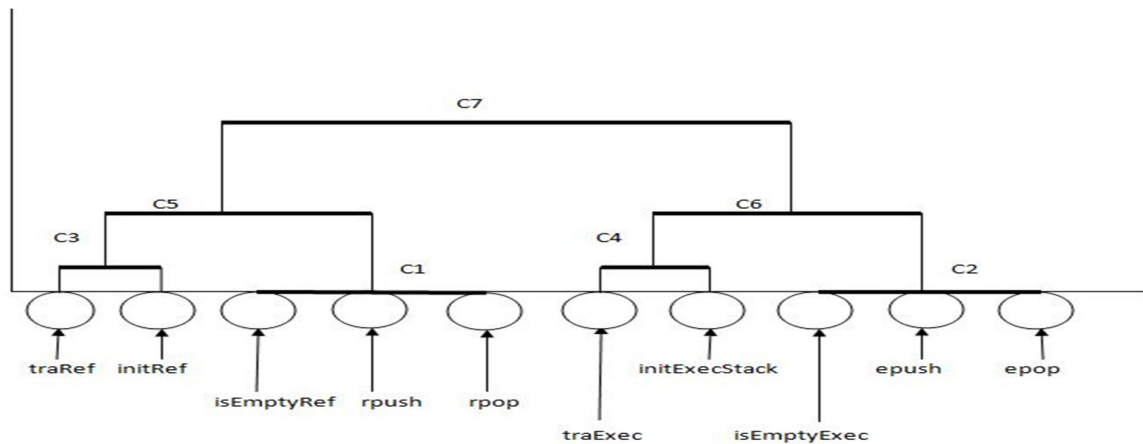 C7
C5 C6
C3 C4
C1 C2
traRef initRef initExecStack epush epop
isEmptyRef rpush rpop
traExec isEmptyExec